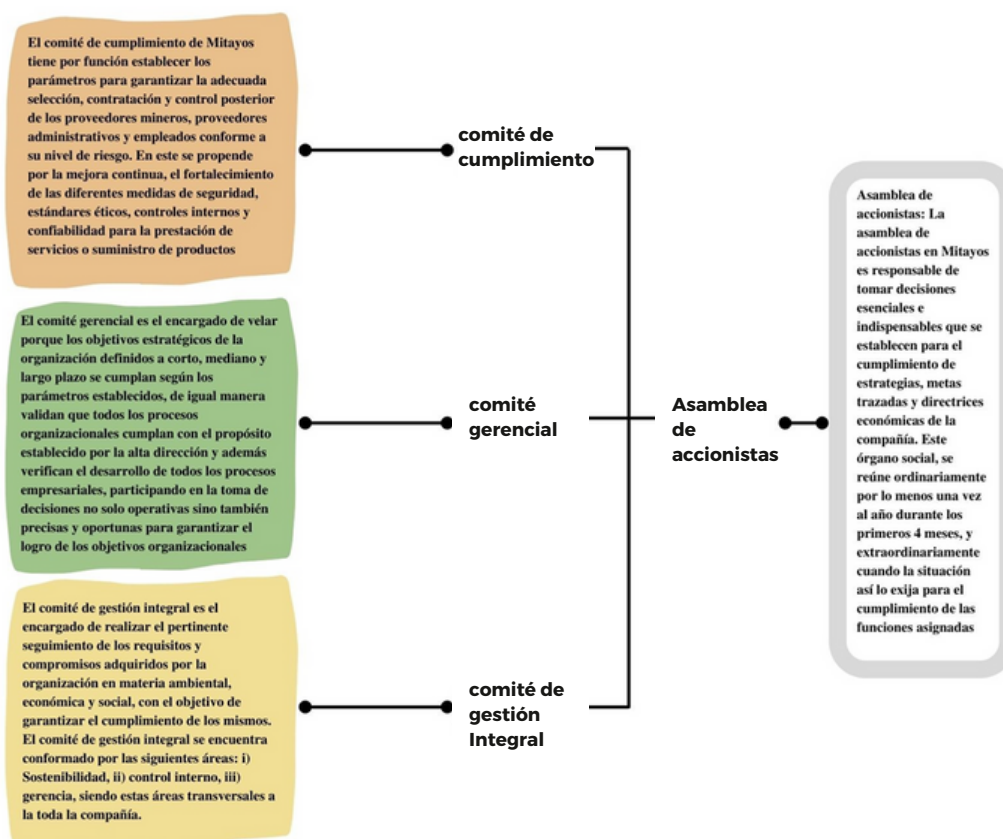 El comité de cumplimiento de Mitayos
tiene por función establecer los
parámetros para garantizar la adecuada
selección, contratación y control posterior
de los proveedores mineros, proveedores
administrativos y empleados conforme a
su nivel de riesgo. En este se propende
por la mejora continua, el fortalecimiento
de las diferentes medidas de seguridad,
estándares éticos, controles internos y
confiabilidad para la prestación de
servicios o suministro de productos
comité de
cumplimiento
El comité gerencial es el encargado de velar
porque los objetivos estratégicos de la
organización definidos a corto, mediano y
largo plazo se cumplan según los
parámetros establecidos, de igual manera
validan que todos los procesos
organizacionales cumplan con el propósito
establecido por la alta dirección y además
verifican el desarrollo de todos los procesos
empresariales, participando en la toma de
decisiones no solo operativas sino también
precisas y oportunas para garantizar el
logro de los objetivos organizacionales
comité
gerencial
El comité de gestión integral es el
encargado de realizar el pertinente
seguimiento de los requisitos y
compromisos adquiridos por la
organización en materia ambiental,
económica y social, con el objetivo de
garantizar el cumplimiento de los mismos.
El comité de gestión integral se encuentra
conformado por las siguientes áreas: i)
Sostenibilidad, ii) control interno, iii)
gerencia, siendo estas áreas transversales a
la toda la compañía.
comité de
gestión
Integral
Asamblea
de
accionistas
Asamblea de
accionistas: La
asamblea de
accionistas en Mitayos
es responsable de
tomar decisiones
esenciales e
indispensables que se
establecen para el
cumplimiento de
estrategias, metas
trazadas y directrices
económicas de la
compañía. Este
órgano social, se
reúne ordinariamente
por lo menos una vez
al año durante los
primeros 4 meses, y
extraordinariamente
cuando la situación
así lo exija para el
cumplimiento de las
funciones asignadas